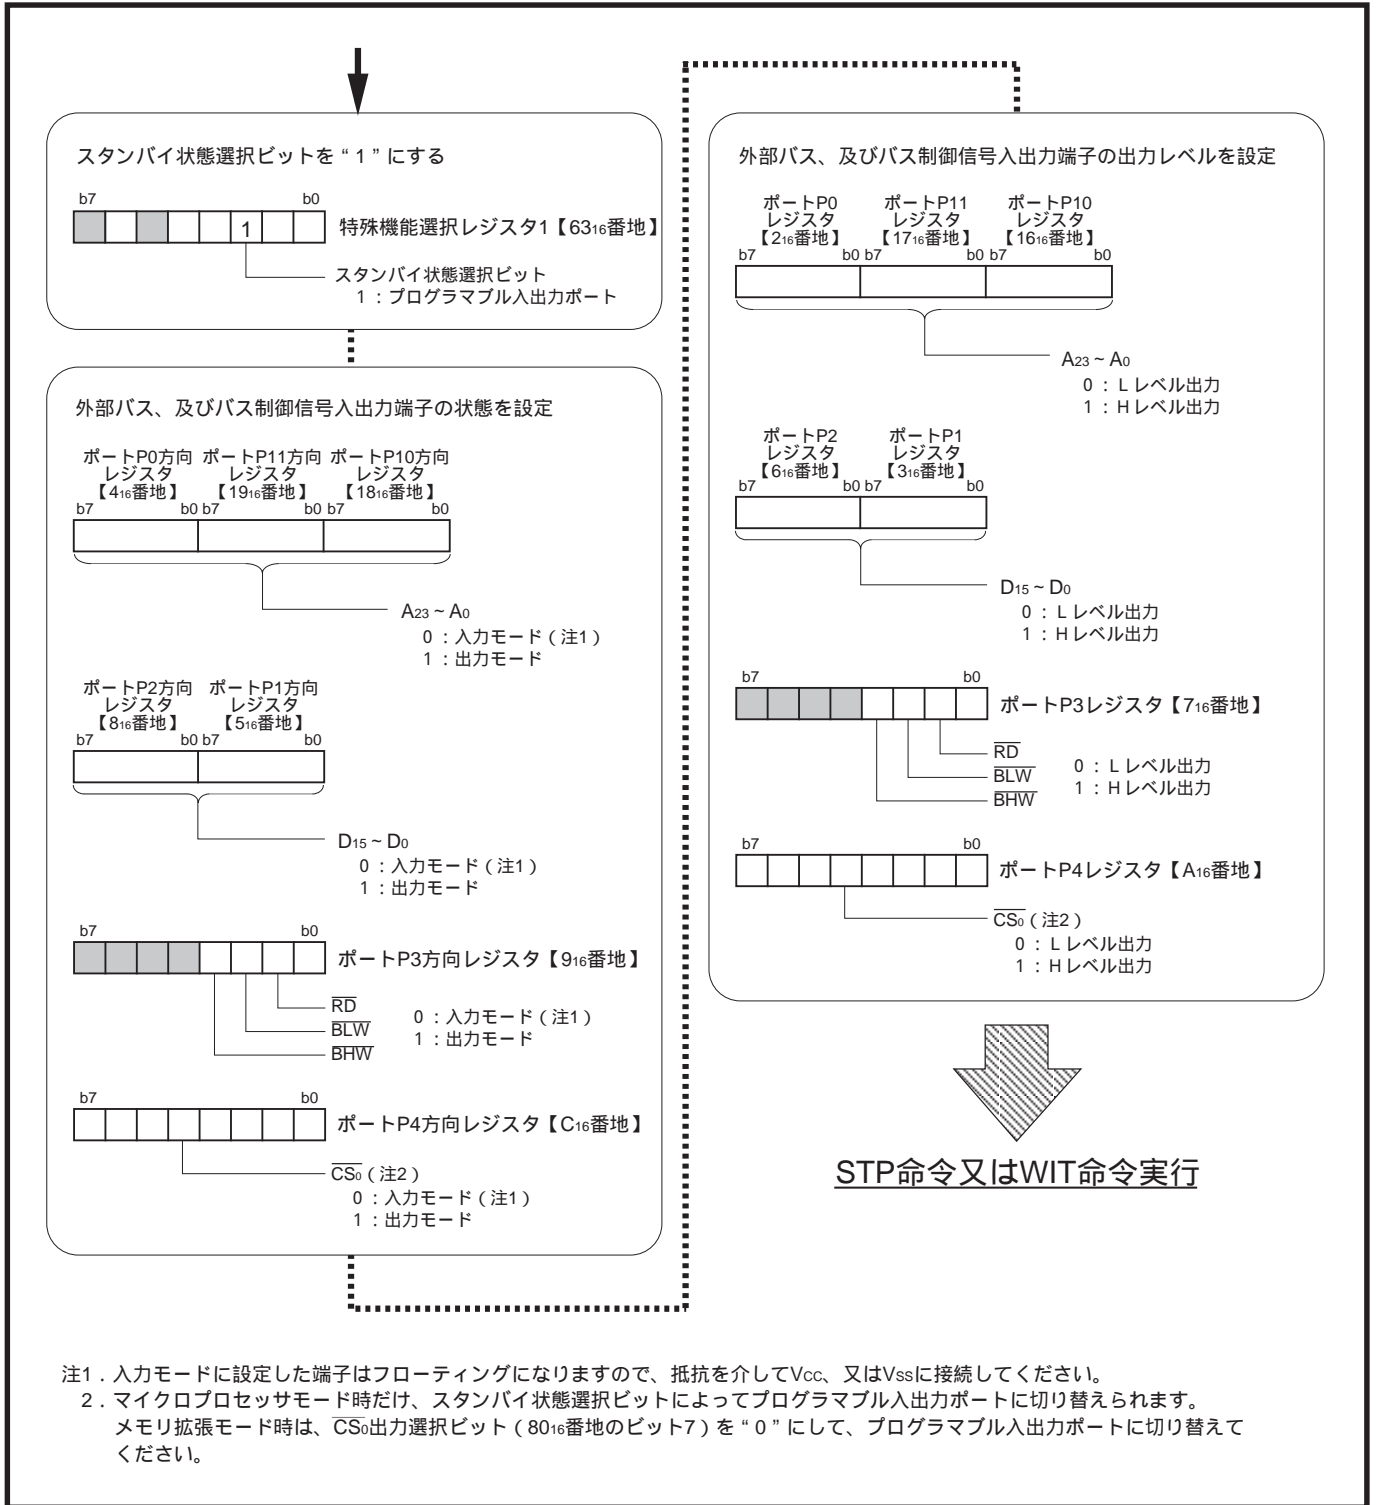 スタンバイ状態選択ビットを“1”にする
b7 b0
1
特殊機能選択レジスタ1【6316番地】
スタンバイ状態選択ビット
1:プログラマブル入出力ポート
外部バス、及びバス制御信号入出力端子の状態を設定
ポートP0方向 ポートP11方向 ポートP10方向
レジスタ レジスタ レジスタ
【416番地】 【1916番地】 【1816番地】
b7 b0 b7 b0 b7 b0
A23~A0
0:入力モード(注1)
1:出力モード
ポートP2方向 ポートP1方向
レジスタ レジスタ
【816番地】 【516番地】
b7 b0 b7 b0
D15~D0
0:入力モード(注1)
1:出力モード
b7 b0
ポートP3方向レジスタ【916番地】
RD
BLW
BHW
0:入力モード(注1)
1:出力モード
b7 b0
ポートP4方向レジスタ【C16番地】
CS0(注2)
0:入力モード(注1)
1:出力モード
外部バス、及びバス制御信号入出力端子の出力レベルを設定
ポートP0 ポートP11 ポートP10
レジスタ レジスタ レジスタ
【216番地】 【1716番地】 【1616番地】
b7 b0 b7 b0 b7 b0
A23~A0
0:Lレベル出力
1:Hレベル出力
ポートP2 ポートP1
レジスタ レジスタ
【616番地】 【316番地】
b7 b0 b7 b0
D15~D0
0:Lレベル出力
1:Hレベル出力
b7 b0
ポートP3レジスタ【716番地】
RD
BLW
BHW
0:Lレベル出力
1:Hレベル出力
b7 b0
ポートP4レジスタ【A16番地】
CS0(注2)
0:Lレベル出力
1:Hレベル出力
STP命令又はWIT命令実行
注1.入力モードに設定した端子はフローティングになりますので、抵抗を介してVCC、又はVSSに接続してください。
2.マイクロプロセッサモード時だけ、スタンバイ状態選択ビットによってプログラマブル入出力ポートに切り替えられます。
メモリ拡張モード時は、CS0出力選択ビット(8016番地のビット7)を“0”にして、プログラマブル入出力ポートに切り替えて
ください。